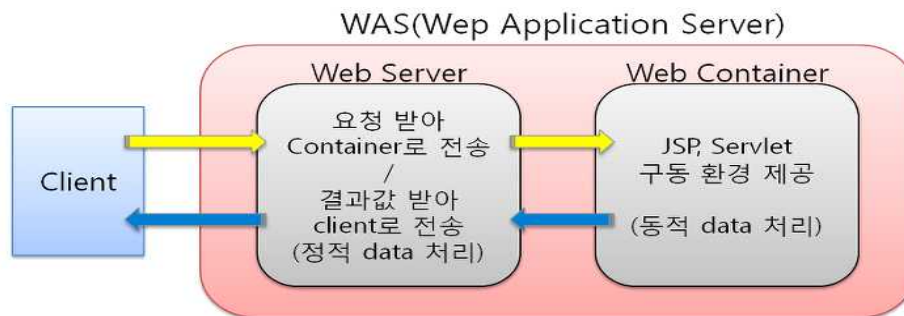 WAS(Wep Application Server)
Web Server
Web Container
Client
요청 받아
Container로 전송
/
결과값 받아
client로 전송
(정적 data 처리)
JSP, Servlet
구동 환경 제공
(동적 data 처리)